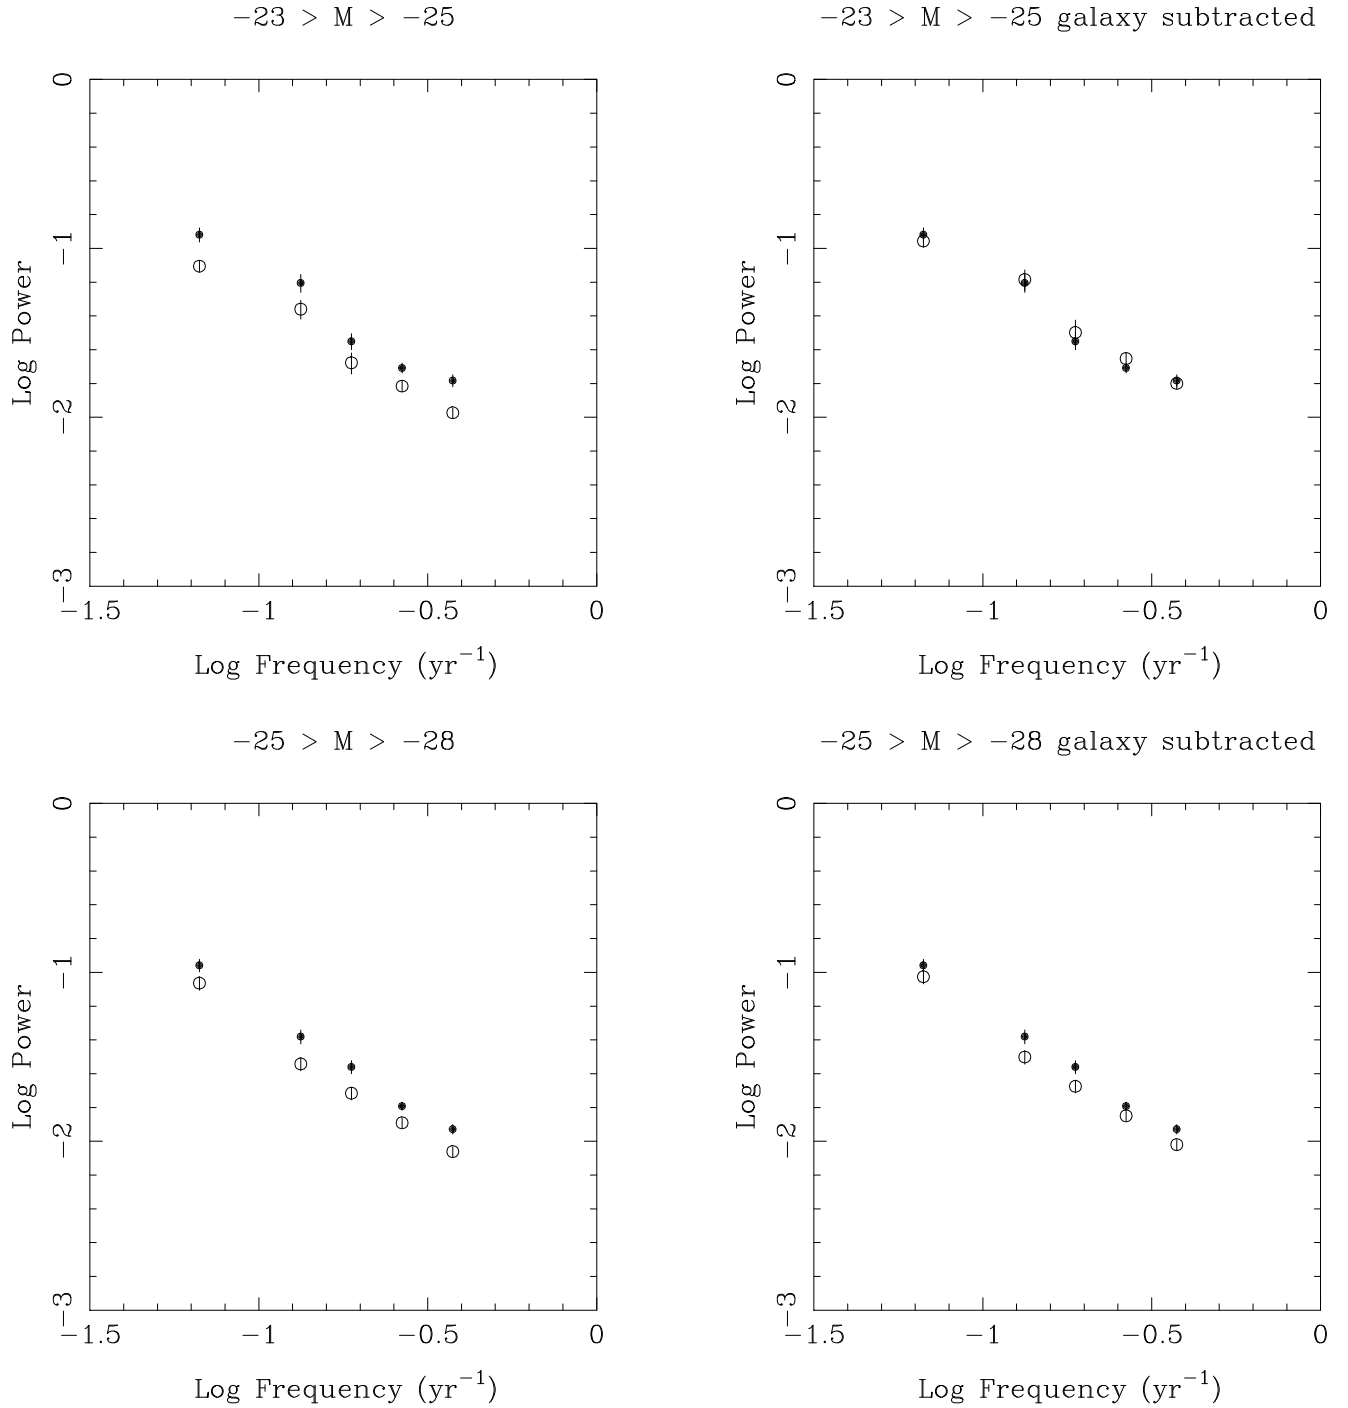 −23 > M > −25
0
−1
−2
−3
Log Power
−1.5 −1 −0.5 0
Log Frequency (yr⁻¹)
−23 > M > −25 galaxy subtracted
0
−1
−2
−3
Log Power
−1.5 −1 −0.5 0
Log Frequency (yr⁻¹)
−25 > M > −28
0
−1
−2
−3
Log Power
−1.5 −1 −0.5 0
Log Frequency (yr⁻¹)
−25 > M > −28 galaxy subtracted
0
−1
−2
−3
Log Power
−1.5 −1 −0.5 0
Log Frequency (yr⁻¹)